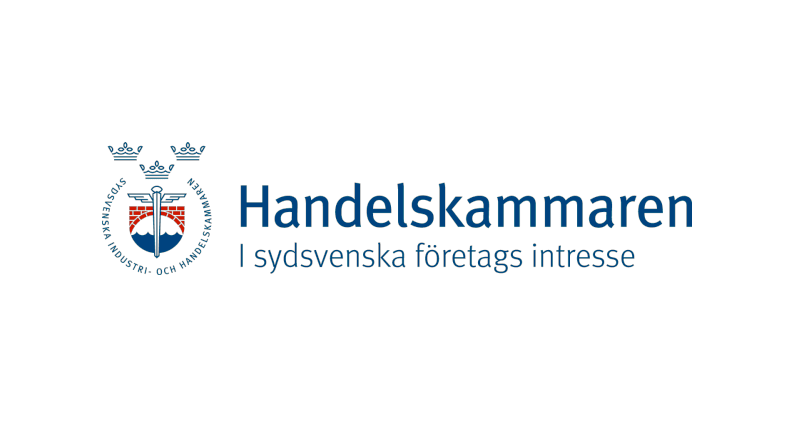 SYDSVENSKA INDUSTRI- OCH HANDELSKAMMAREN
Handelskammaren
I sydsvenska företags intresse